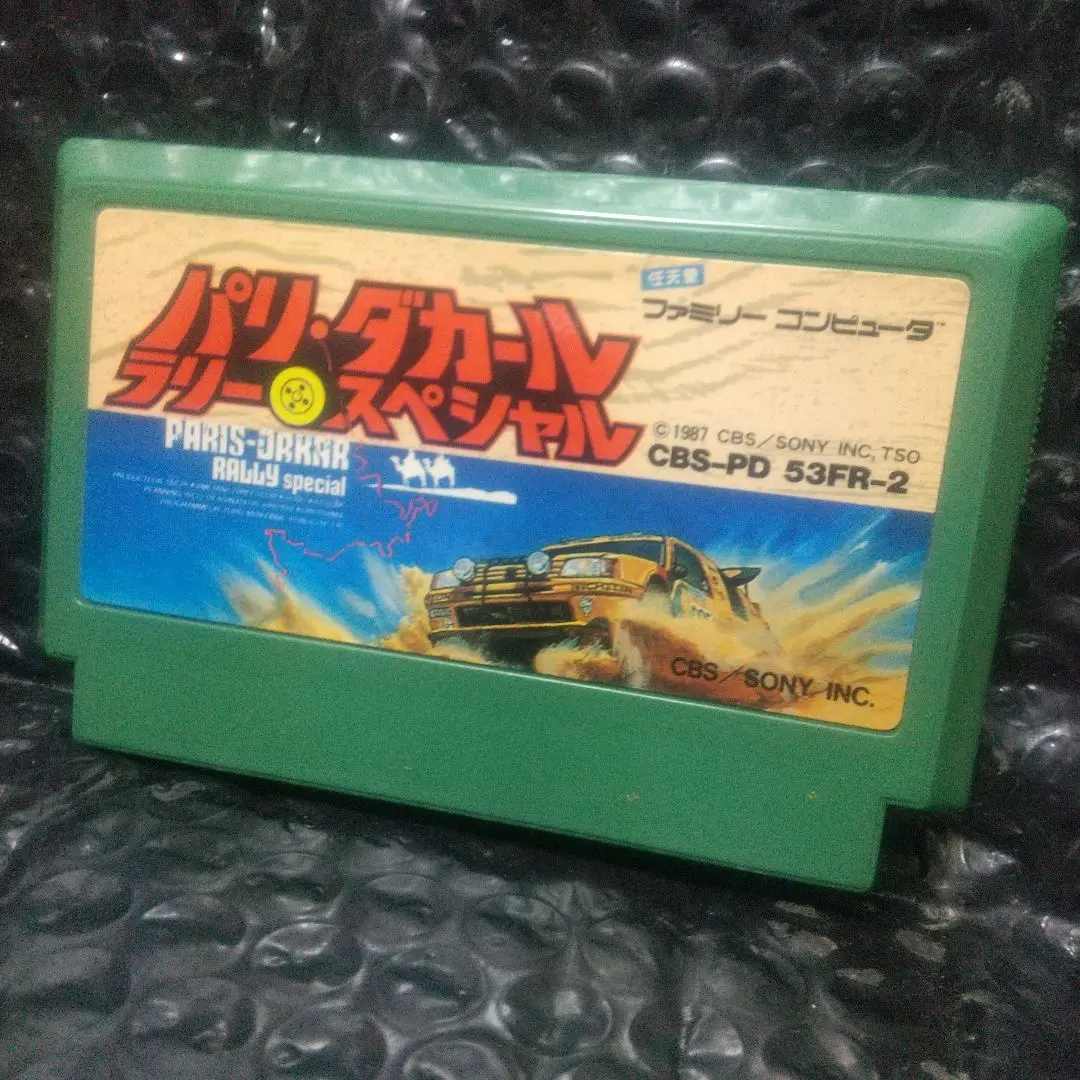 パリ・ダカール
ラリー・スペシャル
任天堂
ファミリー コンピュータ™
©1987 CBS/SONY INC, TSO
CBS-PD 53FR-2
PARIS-DAKAR
RALLY special
CBS/SONY INC.